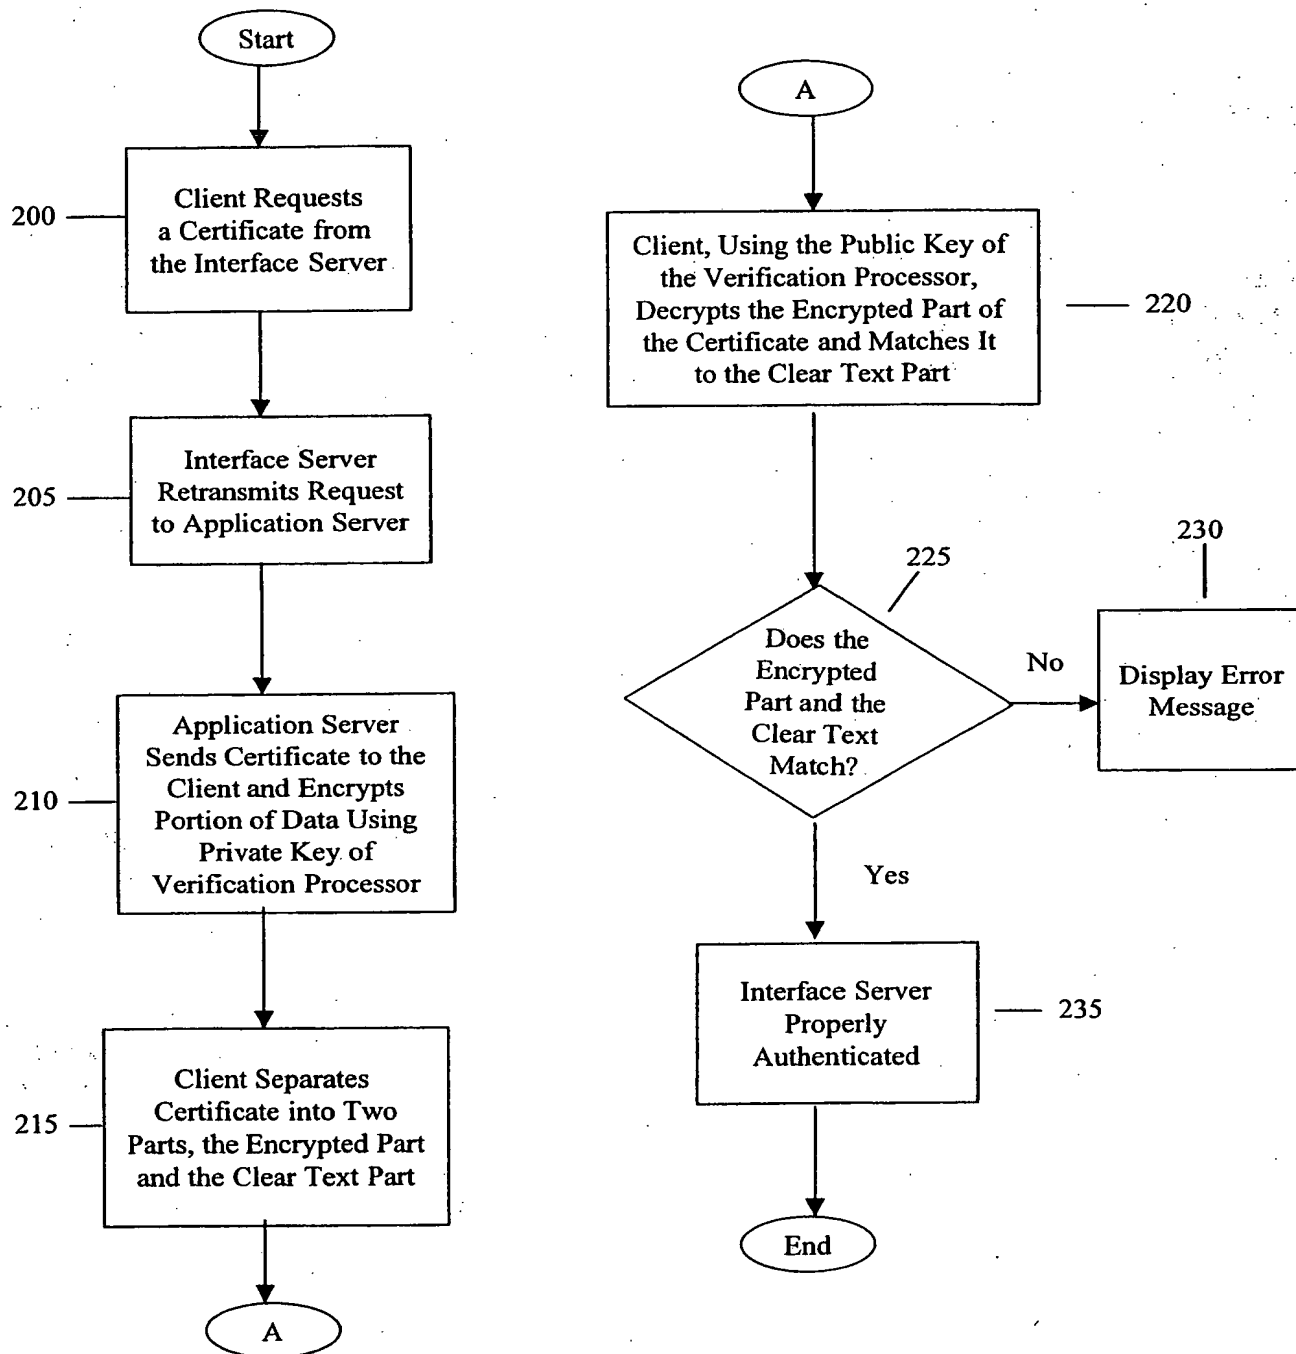 Start
200
Client Requests
a Certificate from
the Interface Server
205
Interface Server
Retransmits Request
to Application Server
210
Application Server
Sends Certificate to the
Client and Encrypts
Portion of Data Using
Private Key of
Verification Processor
215
Client Separates
Certificate into Two
Parts, the Encrypted Part
and the Clear Text Part
A
A
Client, Using the Public Key of
the Verification Processor,
Decrypts the Encrypted Part of
the Certificate and Matches It
to the Clear Text Part
220
225
Does the
Encrypted
Part and the
Clear Text
Match?
No
230
Display Error
Message
Yes
Interface Server
Properly
Authenticated
235
End